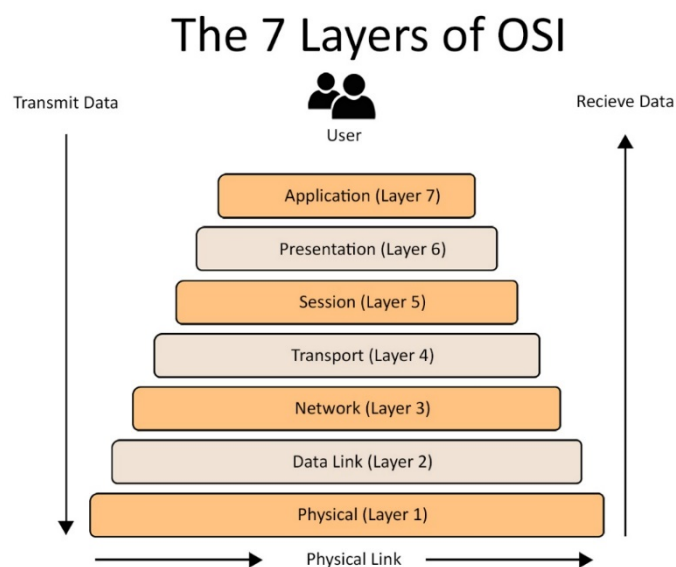 The 7 Layers of OSI
Transmit Data
Recieve Data
User
Application (Layer 7)
Presentation (Layer 6)
Session (Layer 5)
Transport (Layer 4)
Network (Layer 3)
Data Link (Layer 2)
Physical (Layer 1)
Physical Link